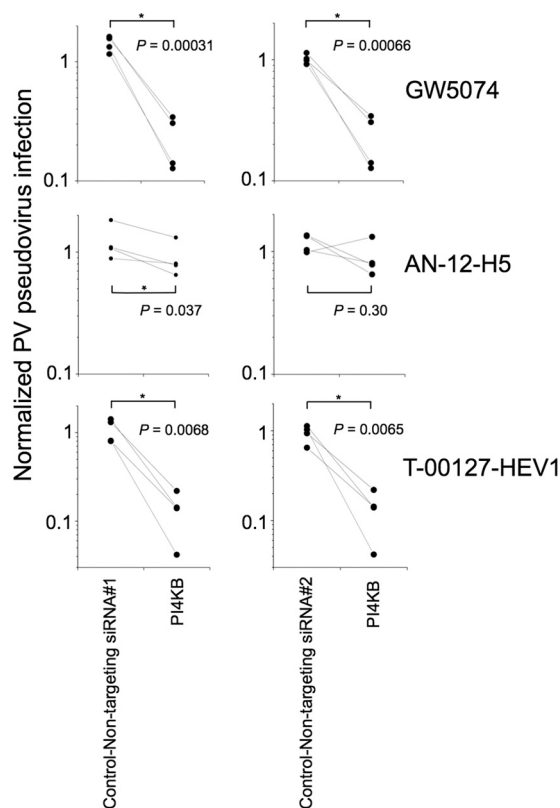 Normalized PV pseudovirus infection
*
P = 0.00031
1
0.1
*
P = 0.00066
1
0.1
GW5074
1
*
P = 0.037
0.1
1
P = 0.30
0.1
AN-12-H5
*
P = 0.0068
1
0.1
*
P = 0.0065
1
0.1
T-00127-HEV1
Control-Non-targeting siRNA#1
PI4KB
Control-Non-targeting siRNA#2
PI4KB